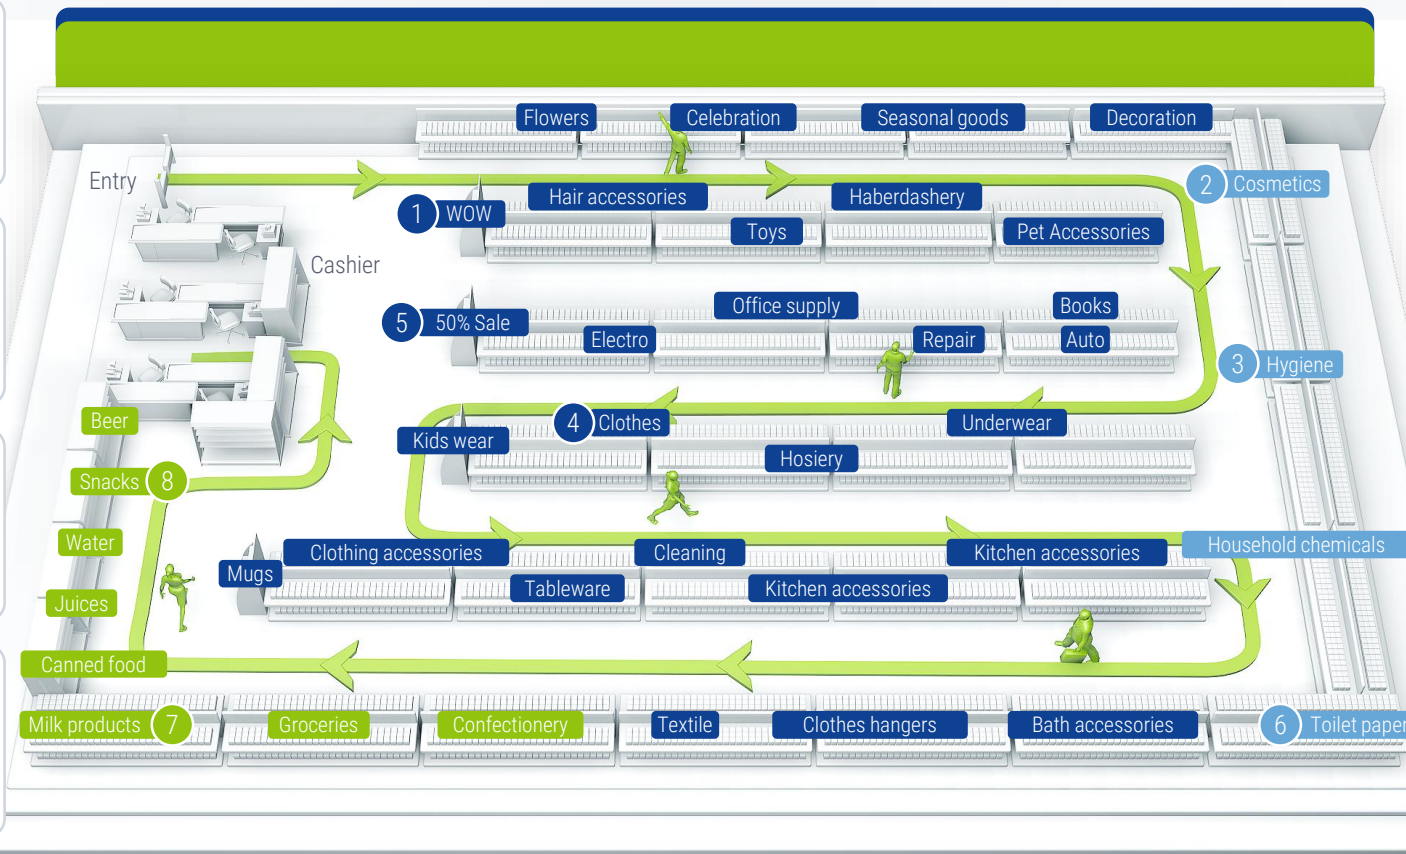 Flowers
Celebration
Seasonal goods
Decoration
Entry
2 Cosmetics
Hair accessories
Haberdashery
1 WOW
Toys
Pet Accessories
Cashier
Office supply
Books
5 50% Sale
Electro
Repair
Auto
3 Hygiene
Beer
4 Clothes
Underwear
Kids wear
Hosiery
Snacks 8
Water
Clothing accessories
Cleaning
Kitchen accessories
Household chemicals
Mugs
Tableware
Kitchen accessories
Juices
Canned food
Milk products 7
Groceries
Confectionery
Textile
Clothes hangers
Bath accessories
6 Toilet paper